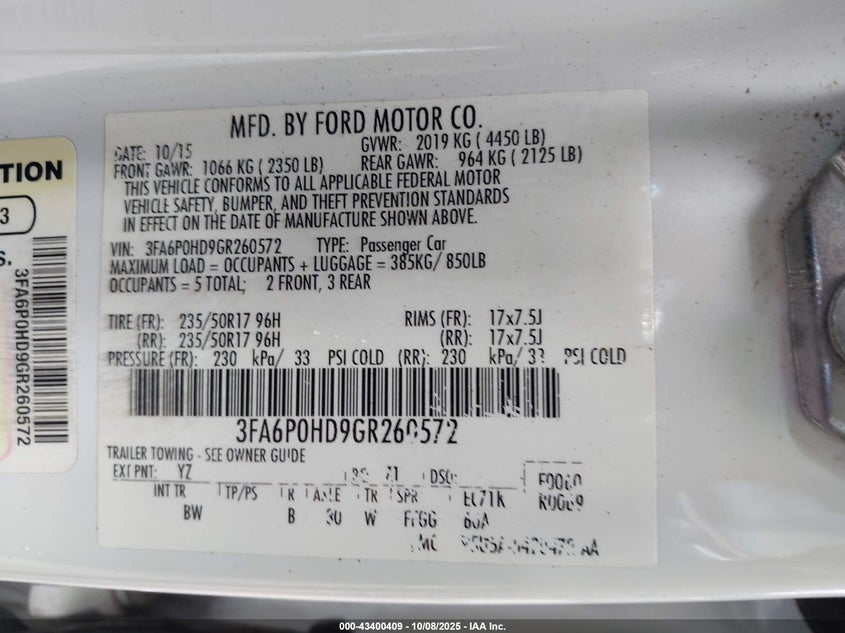 MFD. BY FORD MOTOR CO.
DATE: 10/15 GVWR: 2019 KG ( 4450 LB)
FRONT GAWR: 1066 KG ( 2350 LB) REAR GAWR: 964 KG ( 2125 LB)
THIS VEHICLE CONFORMS TO ALL APPLICABLE FEDERAL MOTOR
VEHICLE SAFETY, BUMPER, AND THEFT PREVENTION STANDARDS
IN EFFECT ON THE DATE OF MANUFACTURE SHOWN ABOVE.
VIN: 3FA6P0HD9GR260572 TYPE: Passenger Car
MAXIMUM LOAD = OCCUPANTS + LUGGAGE = 385KG/ 850LB
OCCUPANTS = 5 TOTAL; 2 FRONT, 3 REAR
TIRE (FR): 235/50R17 96H RIMS (FR): 17x7.5J
(RR): 235/50R17 96H (RR): 17x7.5J
PRESSURE (FR): 230 kPa/ 33 PSI COLD (RR): 230 kPa/ 33 PSI COLD
3FA6P0HD9GR260572
TRAILER TOWING - SEE OWNER GUIDE
EXT PNT: YZ DSO:
INT TR TP/PS R AXLE TR SPR
BW B W
TION
3
S.
3FA6P0HD9GR260572
000-43400409 | 10/08/2025 - IAA Inc.